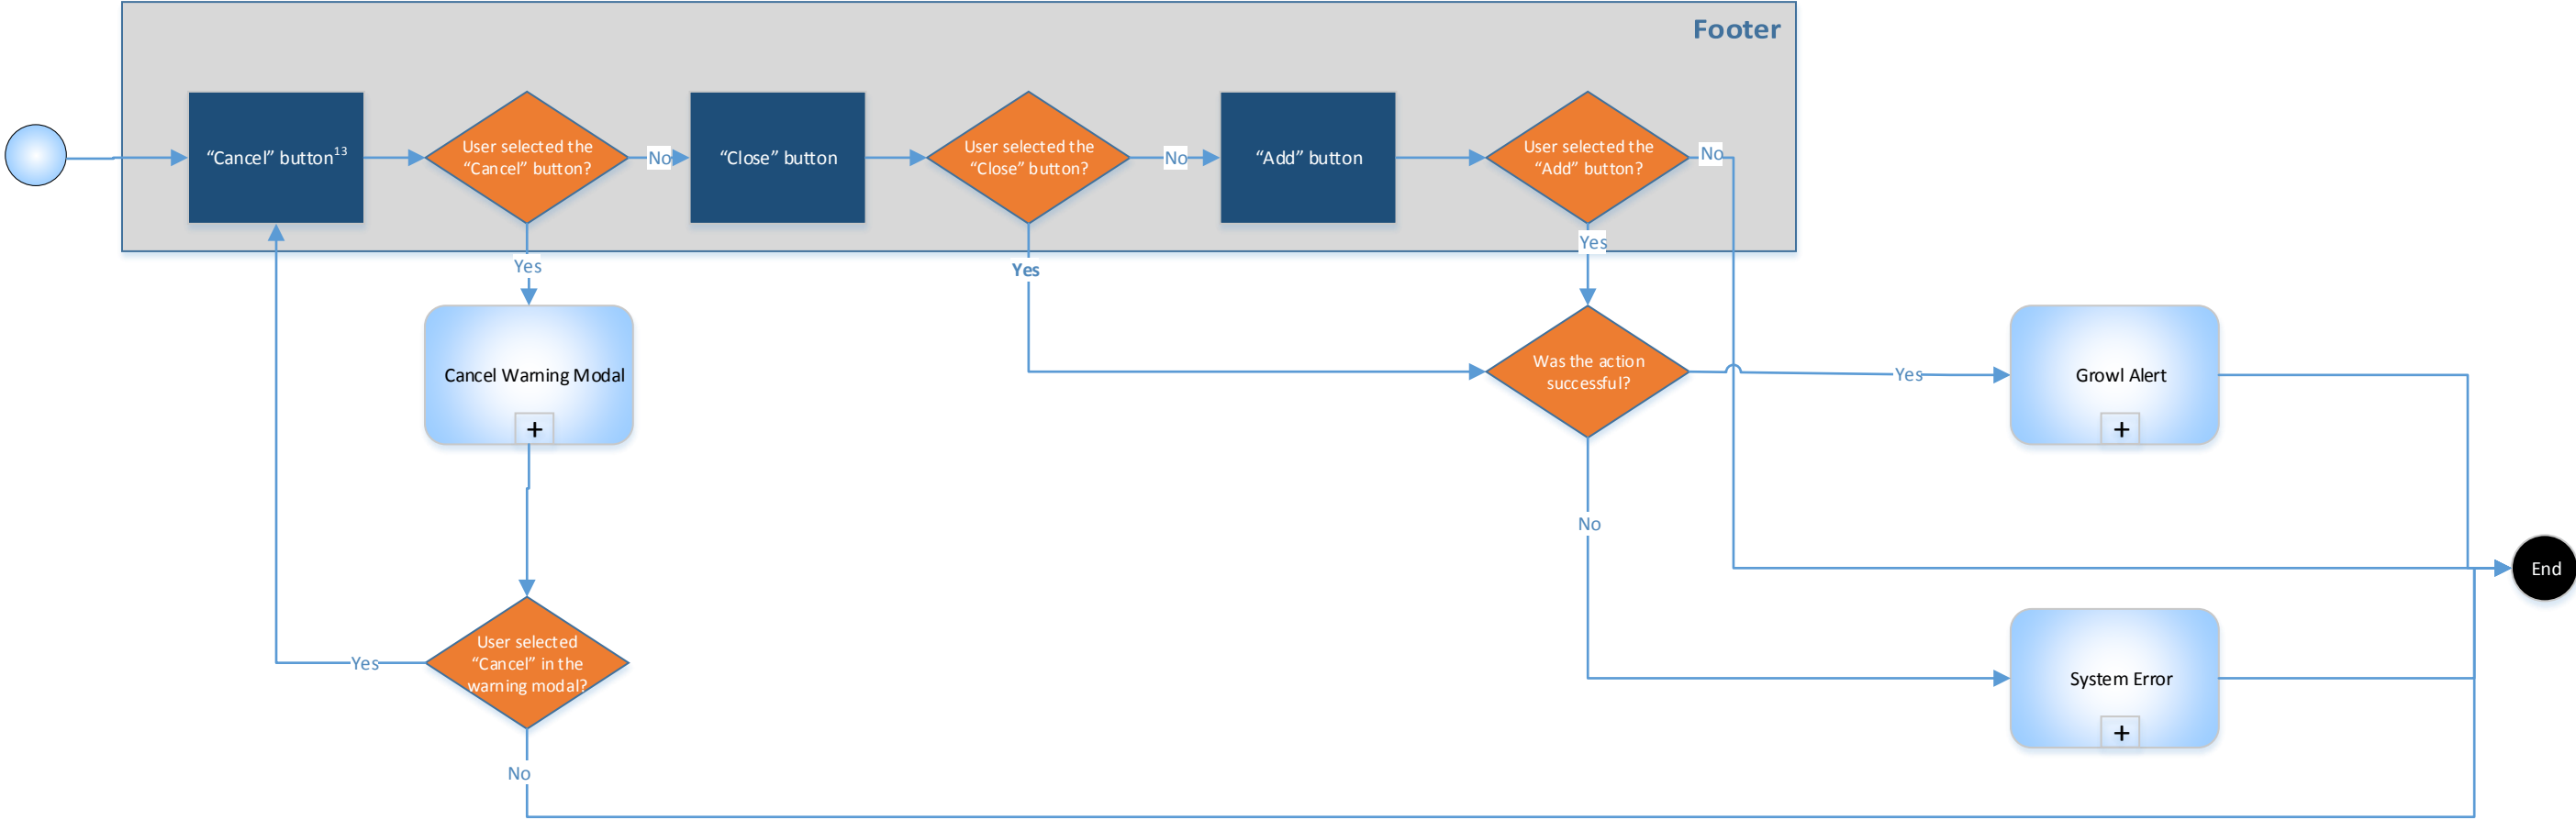 Footer
“Cancel” button13
User selected the
“Cancel” button?
No
“Close” button
User selected the
“Close” button?
No
“Add” button
User selected the
“Add” button?
No
Yes
Yes
Yes
Cancel Warning Modal
+
Was the action
successful?
Yes
Growl Alert
+
No
End
User selected
“Cancel” in the
warning modal?
Yes
System Error
+
No